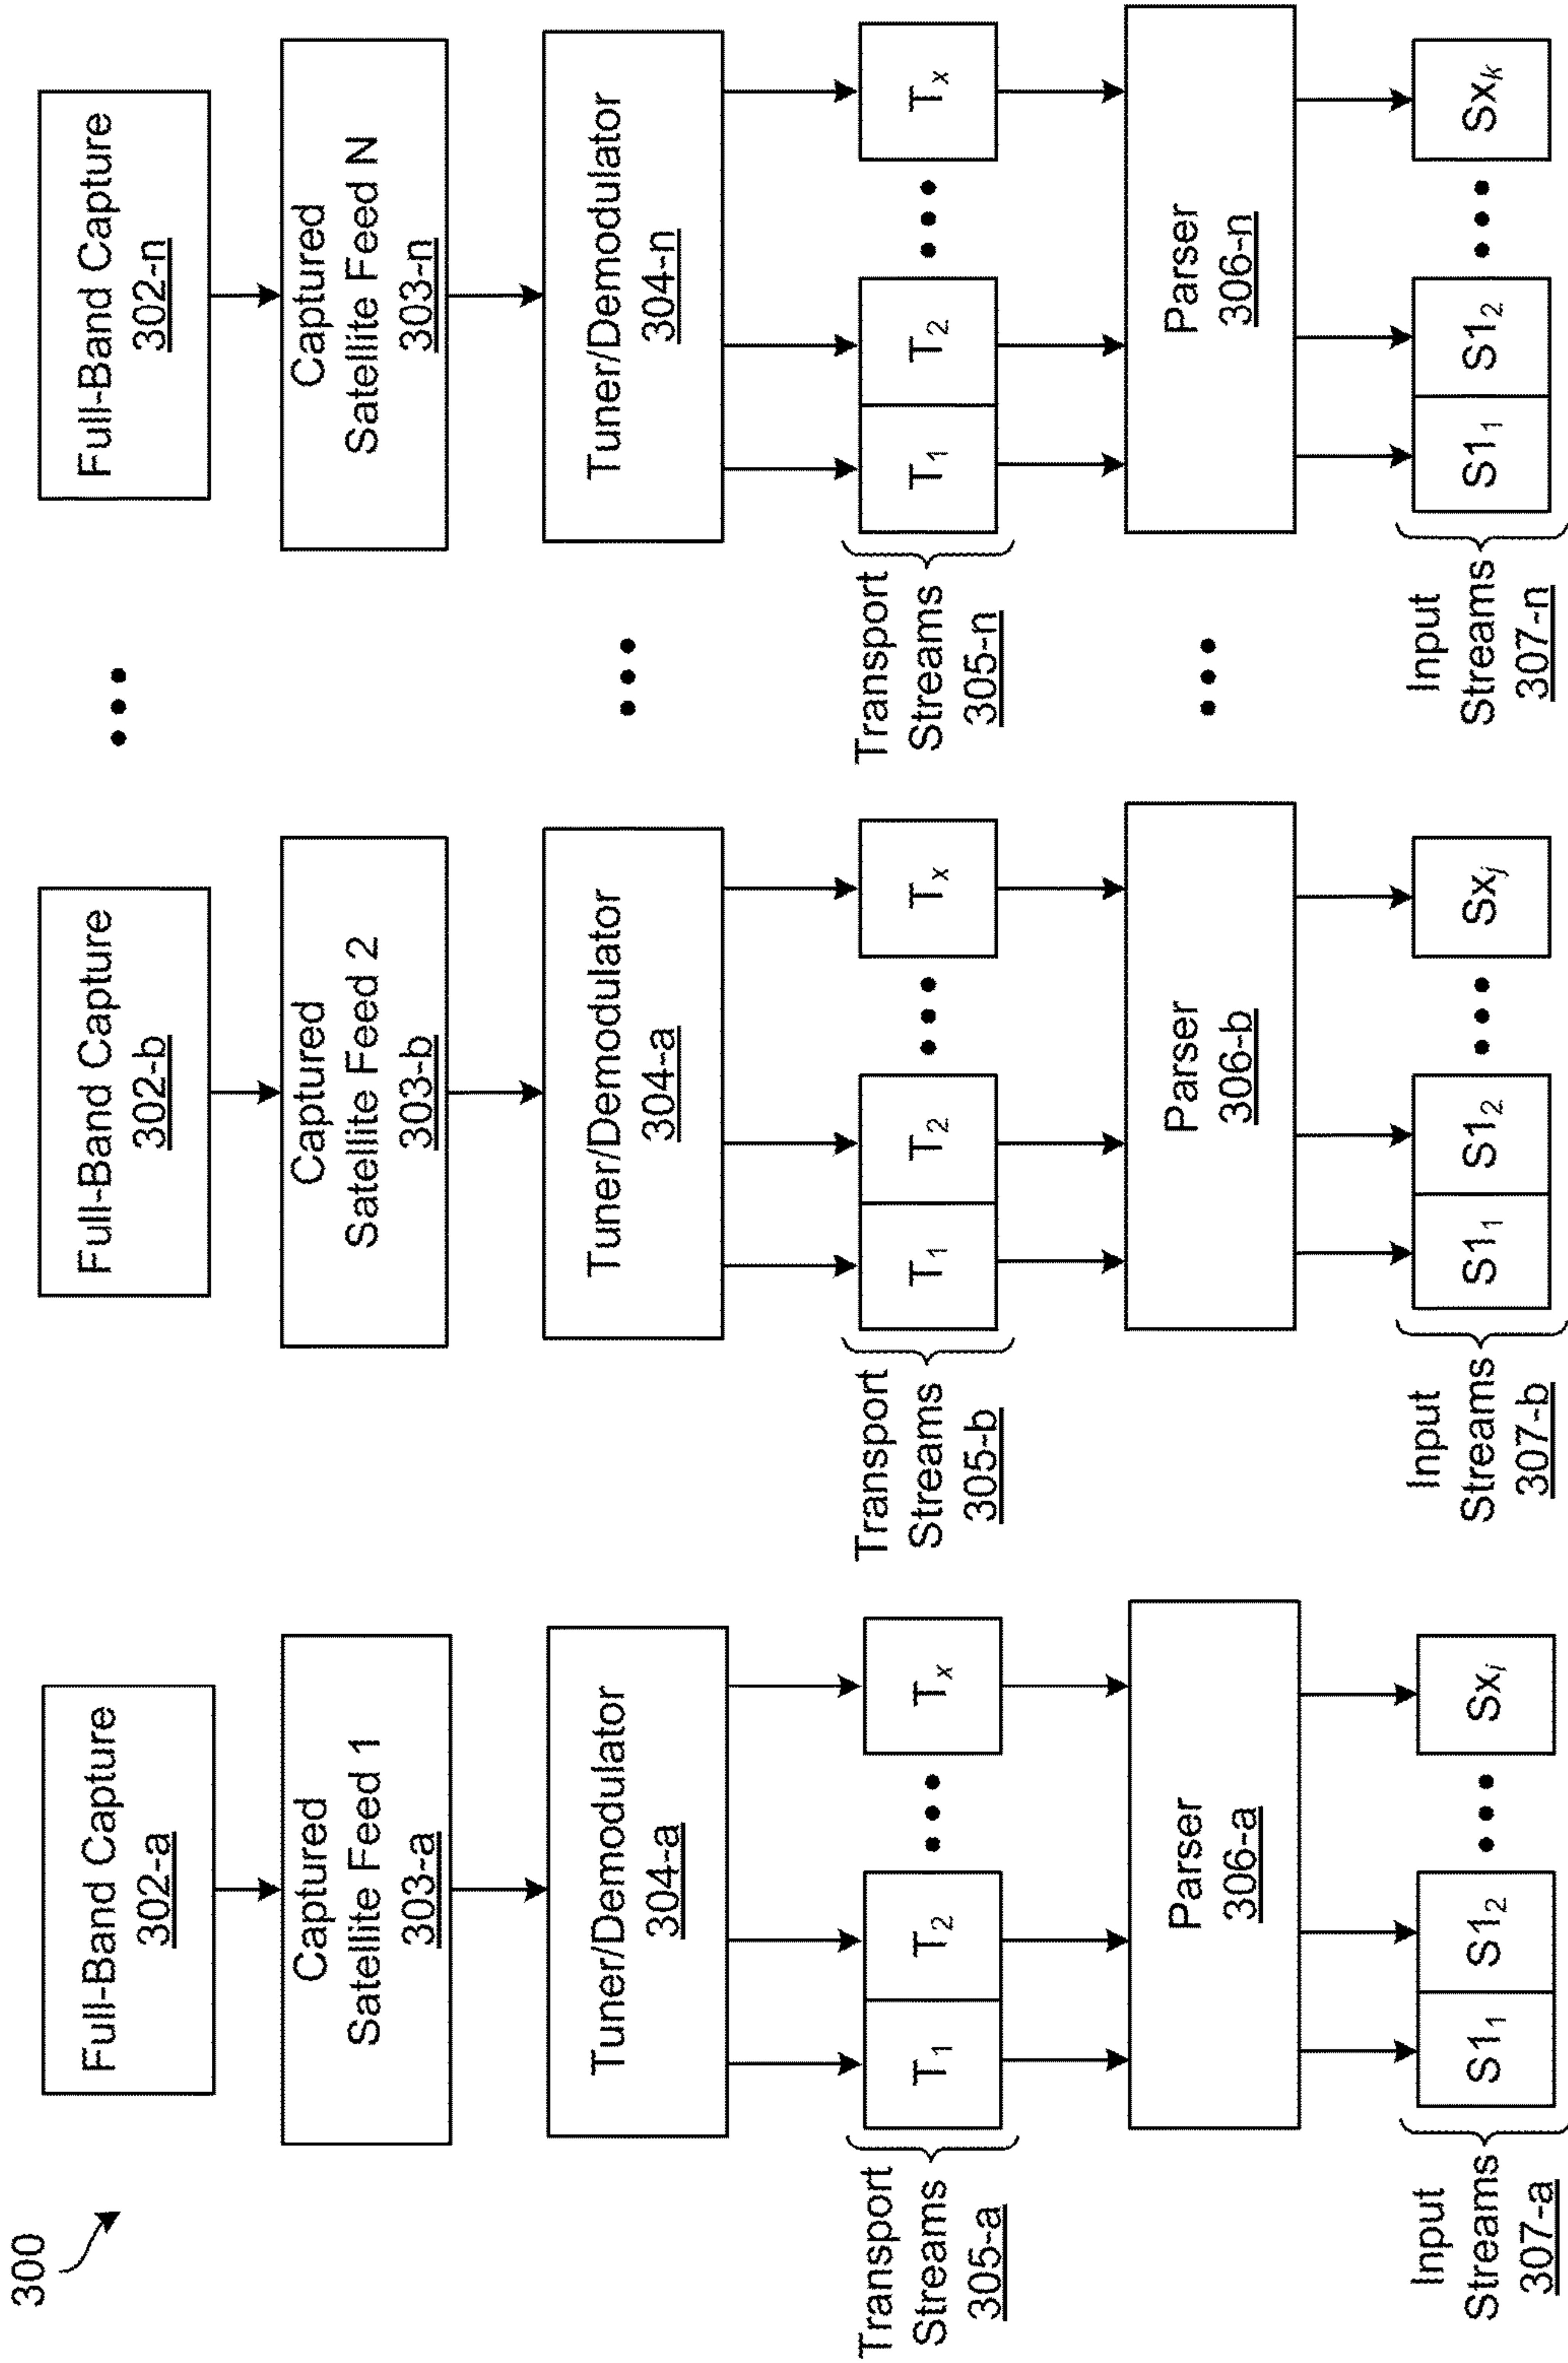 300
Full-Band Capture
302-a
Captured
Satellite Feed 1
303-a
Tuner/Demodulator
304-a
Transport
Streams
305-a
T1
T2
Tx
Parser
306-a
Input
Streams
307-a
S11
S12
Sxi
Full-Band Capture
302-b
Captured
Satellite Feed 2
303-b
Tuner/Demodulator
304-a
Transport
Streams
305-b
T1
T2
Tx
Parser
306-b
Input
Streams
307-b
S11
S12
Sxj
Full-Band Capture
302-n
Captured
Satellite Feed N
303-n
Tuner/Demodulator
304-n
Transport
Streams
305-n
T1
T2
Tx
Parser
306-n
Input
Streams
307-n
S11
S12
Sxk